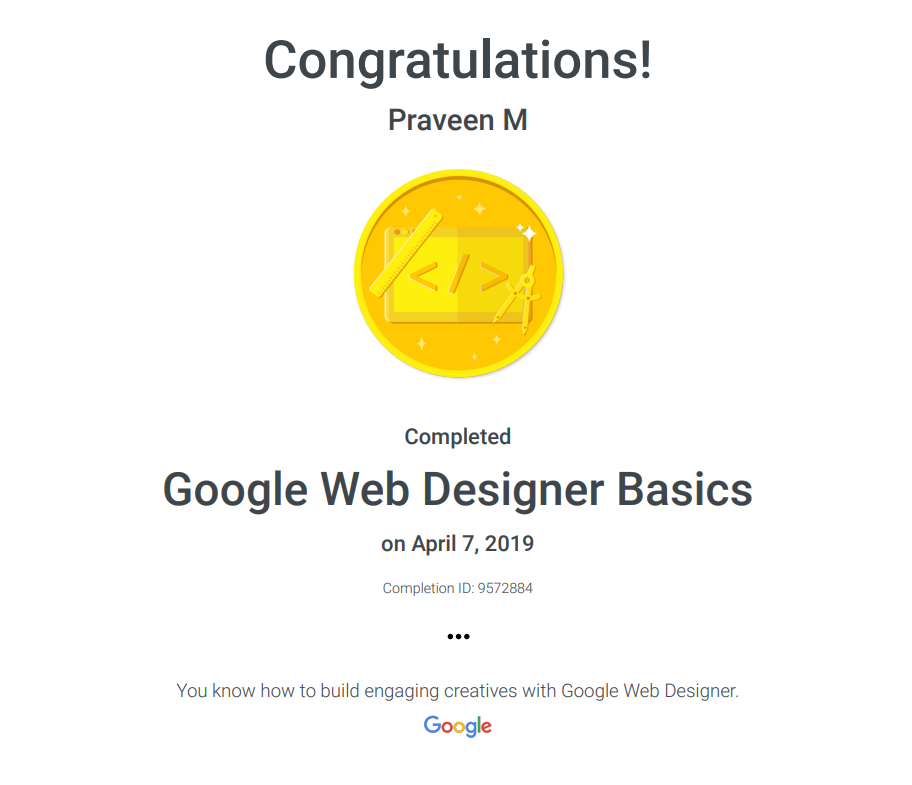 Congratulations!
Praveen M
</>
Completed
Google Web Designer Basics
on April 7, 2019
Completion ID: 9572884
•••
You know how to build engaging creatives with Google Web Designer.
Google